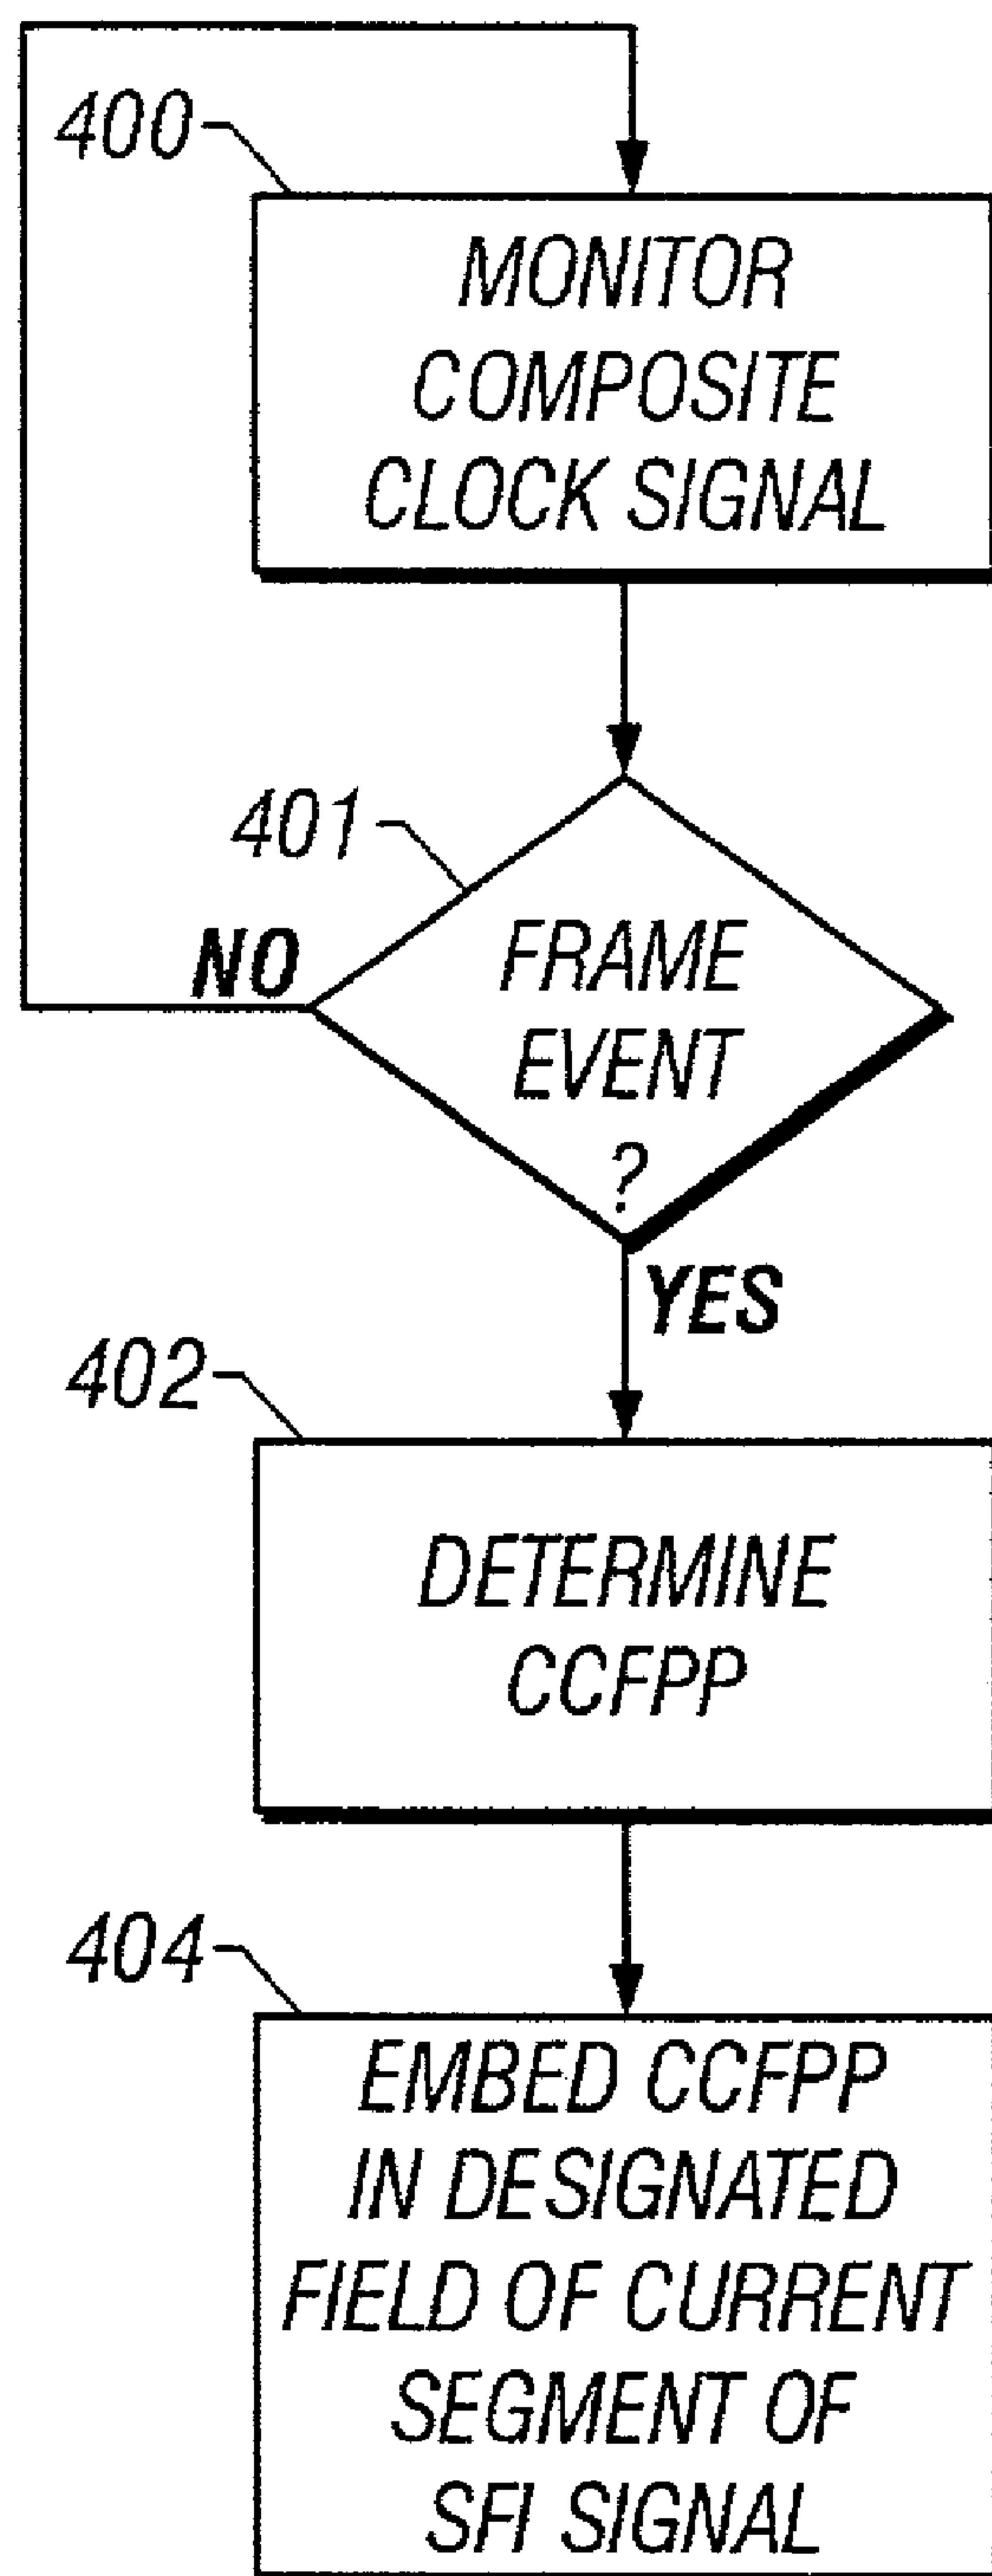 400
MONITOR
COMPOSITE
CLOCK SIGNAL
401
NO
FRAME
EVENT
?
YES
402
DETERMINE
CCFPP
404
EMBED CCFPP
IN DESIGNATED
FIELD OF CURRENT
SEGMENT OF
SFI SIGNAL